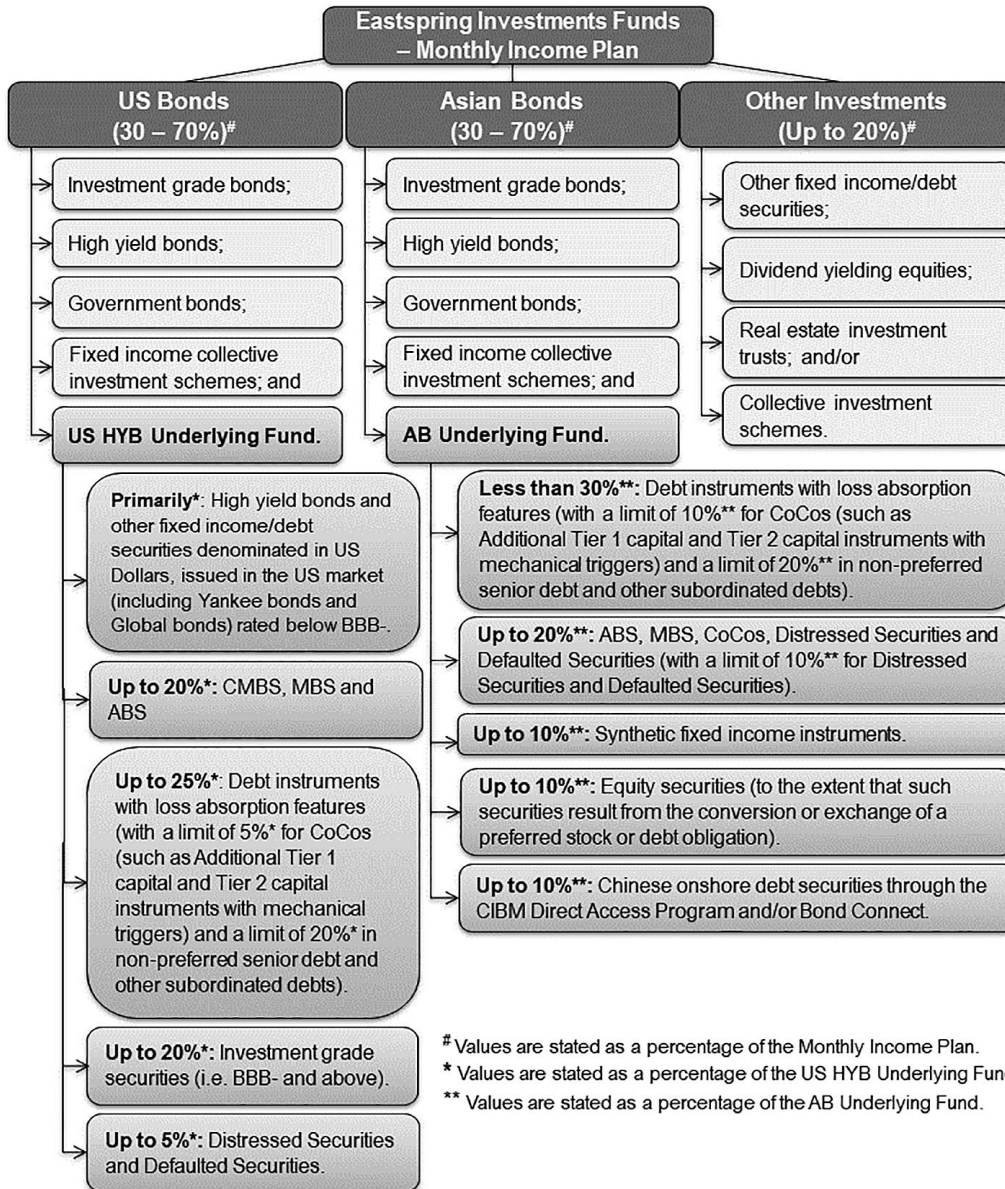 Eastspring Investments Funds
– Monthly Income Plan
US Bonds
(30 – 70%)#
Investment grade bonds;
High yield bonds;
Government bonds;
Fixed income collective
investment schemes; and
US HYB Underlying Fund.
Primarily*: High yield bonds and
other fixed income/debt
securities denominated in US
Dollars, issued in the US market
(including Yankee bonds and
Global bonds) rated below BBB-.
Up to 20%*: CMBS, MBS and
ABS
Up to 25%*: Debt instruments
with loss absorption features
(with a limit of 5%* for CoCos
(such as Additional Tier 1
capital and Tier 2 capital
instruments with mechanical
triggers) and a limit of 20%* in
non-preferred senior debt and
other subordinated debts).
Up to 20%*: Investment grade
securities (i.e. BBB- and above).
Up to 5%*: Distressed Securities
and Defaulted Securities.
Asian Bonds
(30 – 70%)#
Investment grade bonds;
High yield bonds;
Government bonds;
Fixed income collective
investment schemes; and
AB Underlying Fund.
Less than 30%**: Debt instruments with loss absorption
features (with a limit of 10%** for CoCos (such as
Additional Tier 1 capital and Tier 2 capital instruments with
mechanical triggers) and a limit of 20%** in non-preferred
senior debt and other subordinated debts).
Up to 20%**: ABS, MBS, CoCos, Distressed Securities and
Defaulted Securities (with a limit of 10%** for Distressed
Securities and Defaulted Securities).
Up to 10%**: Synthetic fixed income instruments.
Up to 10%**: Equity securities (to the extent that such
securities result from the conversion or exchange of a
preferred stock or debt obligation).
Up to 10%**: Chinese onshore debt securities through the
CIBM Direct Access Program and/or Bond Connect.
Other Investments
(Up to 20%)#
Other fixed income/debt
securities;
Dividend yielding equities;
Real estate investment
trusts; and/or
Collective investment
schemes.
# Values are stated as a percentage of the Monthly Income Plan.
* Values are stated as a percentage of the US HYB Underlying Fun
** Values are stated as a percentage of the AB Underlying Fund.